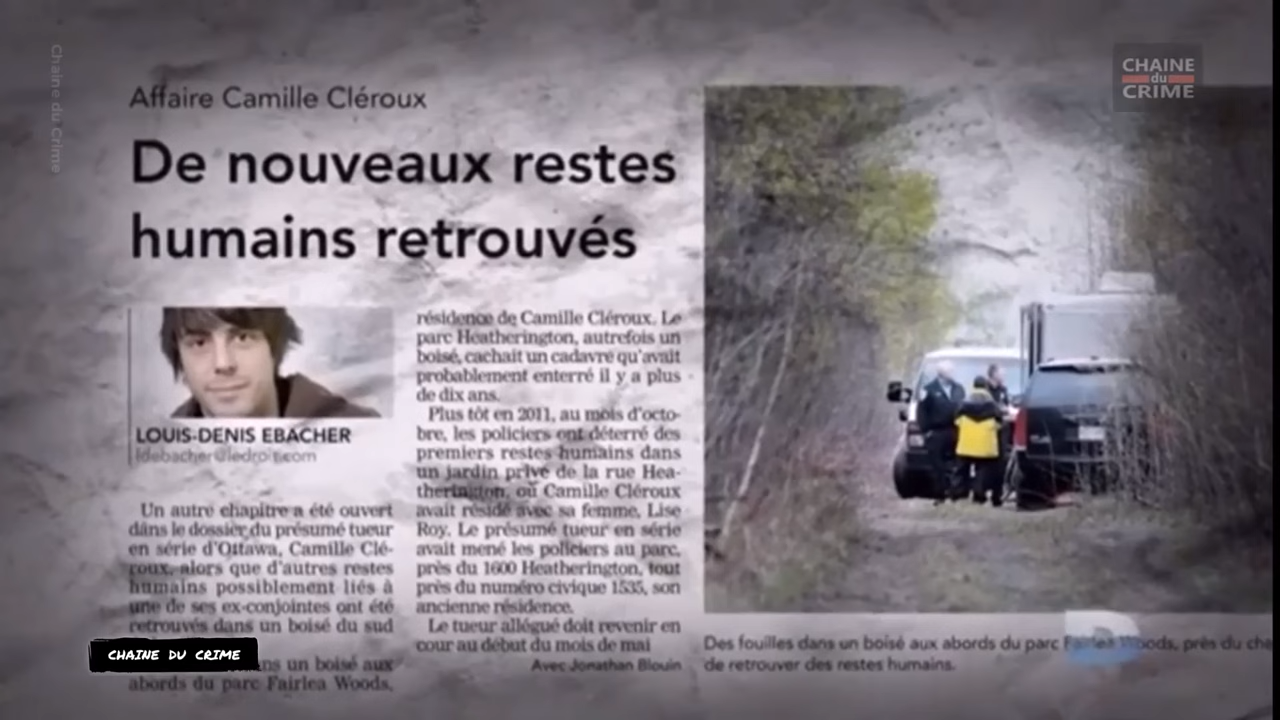 Chaine du Crime
CHAINE
du
CRIME
Affaire Camille Cléroux
De nouveaux restes
humains retrouvés
LOUIS-DENIS EBACHER
ldebacher@ledroit.com
Un autre chapitre a été ouvert
dans le dossier du présumé tueur
en série d'Ottawa, Camille Clé-
roux, alors que d'autres restes
humains possiblement liés à
une de ses ex-conjointes ont été
retrouvés dans un boisé du sud
ns un boisé aux
abords du parc Fairlea Woods,
résidence de Camille Cléroux. Le
parc Heatherington, autrefois un
boisé, cachait un cadavre qu'avait
probablement enterré il y a plus
de dix ans.
Plus tôt en 2011, au mois d'octo-
bre, les policiers ont déterré des
premiers restes humains dans
un jardin privé de la rue Hea-
therington, où Camille Cléroux
avait résidé avec sa femme, Lise
Roy. Le présumé tueur en série
avait mené les policiers au parc,
près du 1600 Heatherington, tout
près du numéro civique 1535, son
ancienne résidence.
Le tueur allégué doit revenir en
cour au début du mois de mai
Avec Jonathan Blouin
Des fouilles dans un boisé aux abords du parc Fairlea Woods, près du che
de retrouver des restes humains.
CHAINE DU CRIME